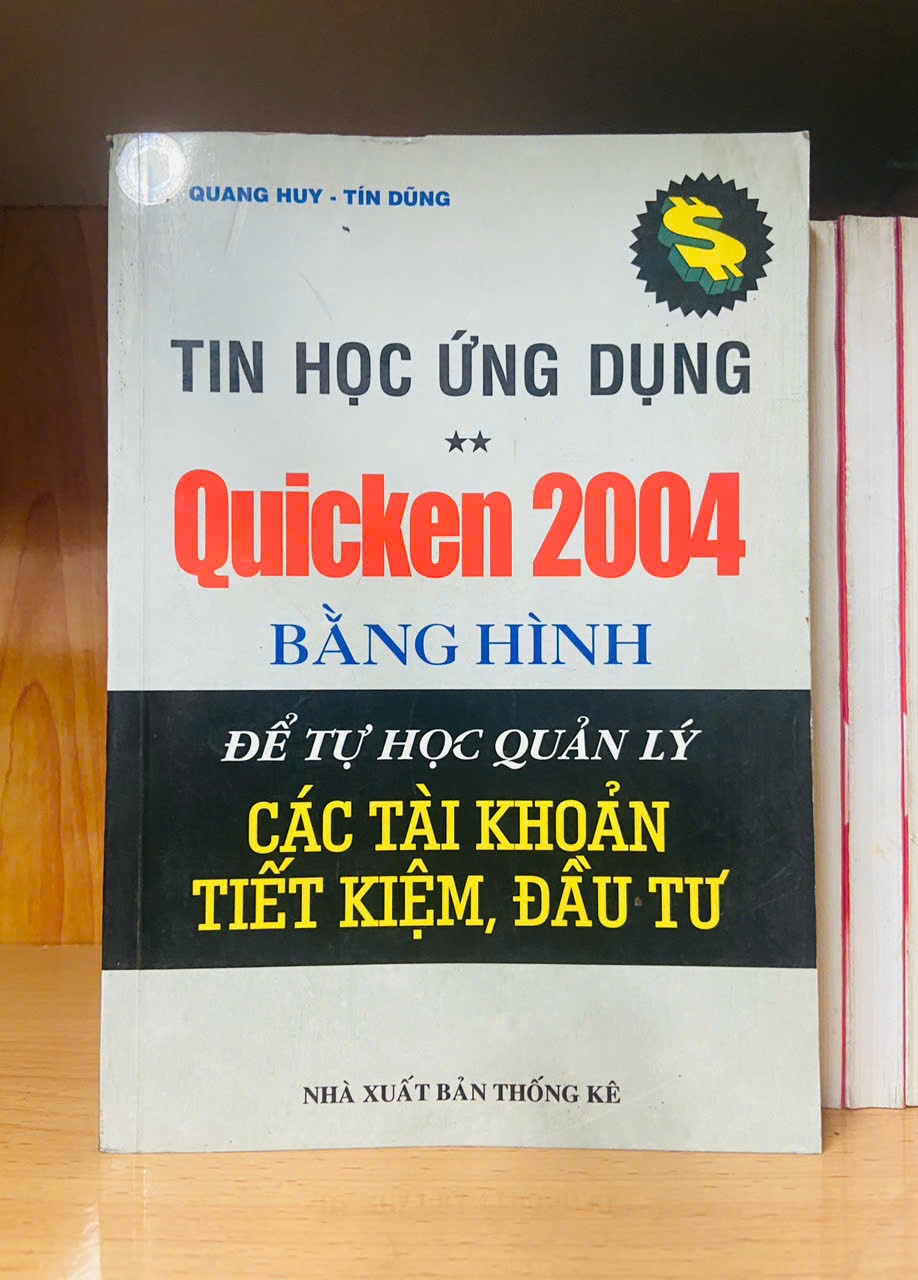 QUANG HUY - TÍN DŨNG
TIN HỌC ỨNG DỤNG
Quicken 2004
BẰNG HÌNH
ĐỂ TỰ HỌC QUẢN LÝ
CÁC TÀI KHOẢN
TIẾT KIỆM, ĐẦU TƯ
NHÀ XUẤT BẢN THỐNG KÊ